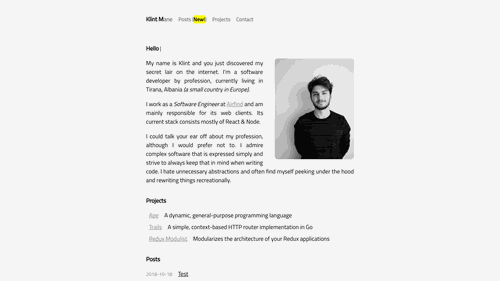 Klint Mane Posts (New!) Projects Contact
Hello |
My name is Klint and you just discovered my
secret lair on the internet. I'm a software
developer by profession, currently living in
Tirana, Albania (a small country in Europe).
I work as a Software Engineer at Airfind and am
mainly responsible for its web clients. Its
current stack consists mostly of React & Node.
I could talk your ear off about my profession,
although I would prefer not to. I admire
complex software that is expressed simply and
strive to always keep that in mind when writing
code. I hate unnecessary abstractions and often find myself peeking under the hood
and rewriting things recreationally.
Projects
Ape A dynamic, general-purpose programming language
Trails A simple, context-based HTTP router implementation in Go
Redux Modulist Modularizes the architecture of your Redux applications
Posts
2018-11-18 Test